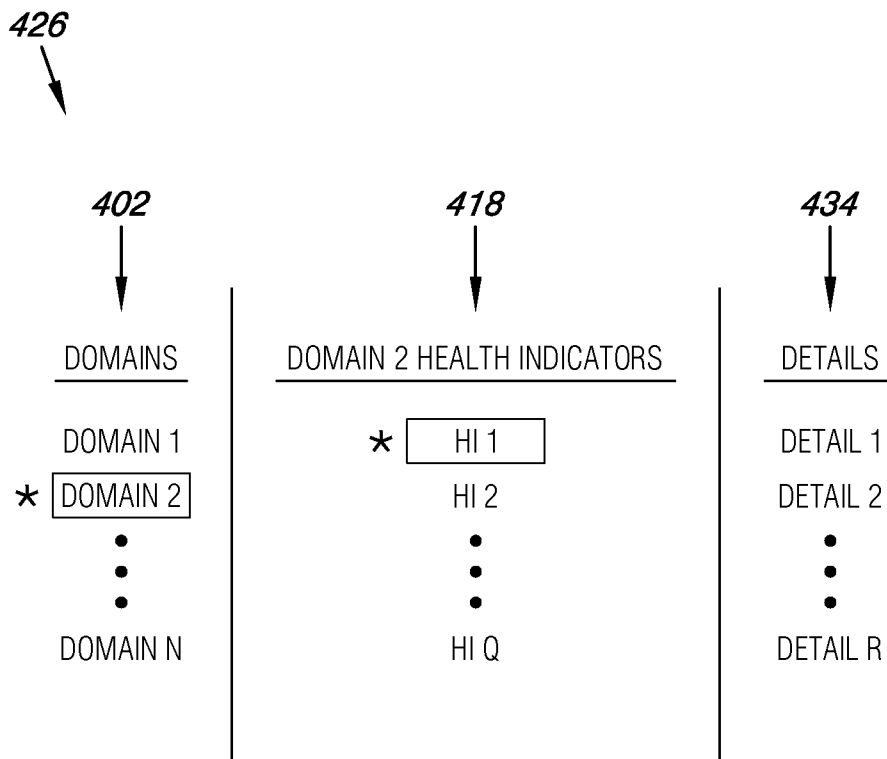 426
402 418 434
DOMAINS DOMAIN 2 HEALTH INDICATORS DETAILS
DOMAIN 1 * HI 1 DETAIL 1
* DOMAIN 2 HI 2 DETAIL 2
DOMAIN N HI Q DETAIL R